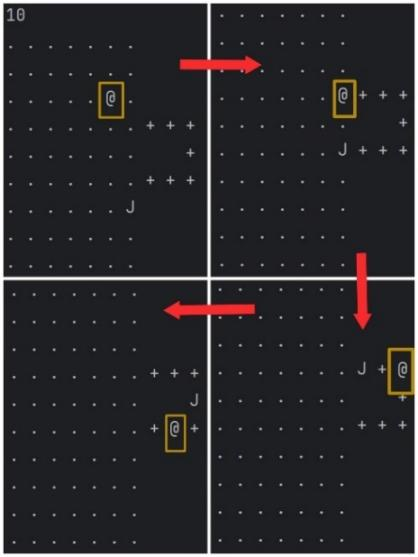 10
. . . . . . .
. . . . . . .
. . . . . @ .
. . . . . . . + + +
. . . . . . .     +
. . . . . . . + + +
. . . . . . J
. . . . . . .
. . . . . . .
. . . . . . .
. . . . . . .
. . . . . . .
. . . . . . @ + + +
. . . . . . .     +
. . . . . . J + + +
. . . . . . .
. . . . . . .
. . . . . . .
. . . . . . .
. . . . . . .
. . . . . . .
. . . . . . .
. . . . . . . + + +
. . . . . . .     J
. . . . . . . + @ +
. . . . . . .
. . . . . . .
. . . . . . .
. . . . . . .
. . . . . . .
. . . . . . .
. . . . . . .
. . . . . . . J + @
. . . . . . .     +
. . . . . . . + + +
. . . . . . .
. . . . . . .
. . . . . . .
. . . . . . .